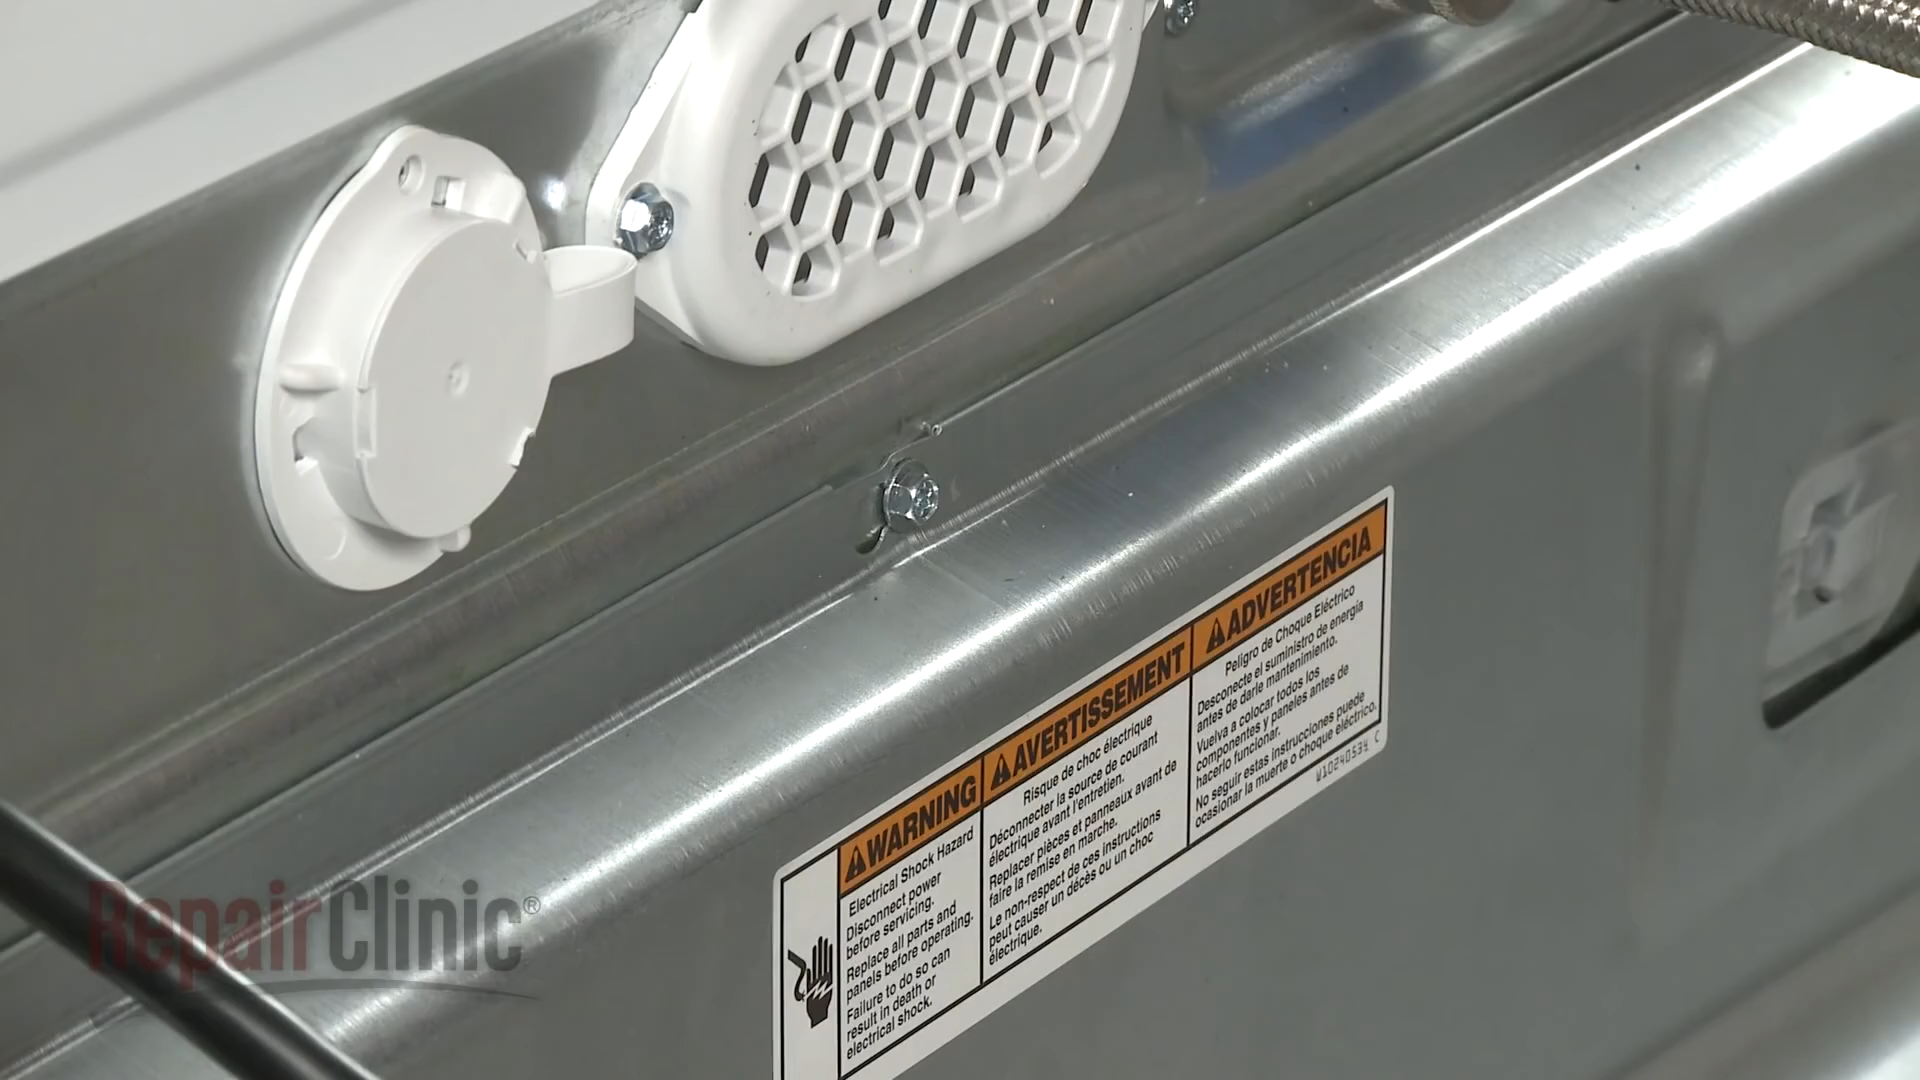 WARNING
Electrical Shock Hazard
Disconnect power
before servicing.
Replace all parts and
panels before operating.
Failure to do so can
result in death or
electrical shock.
AVERTISSEMENT
Risque de choc électrique
Déconnecter la source de courant
électrique avant l'entretien.
Replacer pièces et panneaux avant de
faire la remise en marche.
Le non-respect de ces instructions
peut causer un décès ou un choc
électrique.
ADVERTENCIA
Peligro de Choque Eléctrico
Desconecte el suministro de energía
antes de darle mantenimiento.
Vuelva a colocar todos los
componentes y paneles antes de
hacerlo funcionar.
No seguir estas instrucciones puede
ocasionar la muerte o choque eléctrico.
W10240534 C
RepairClinic®